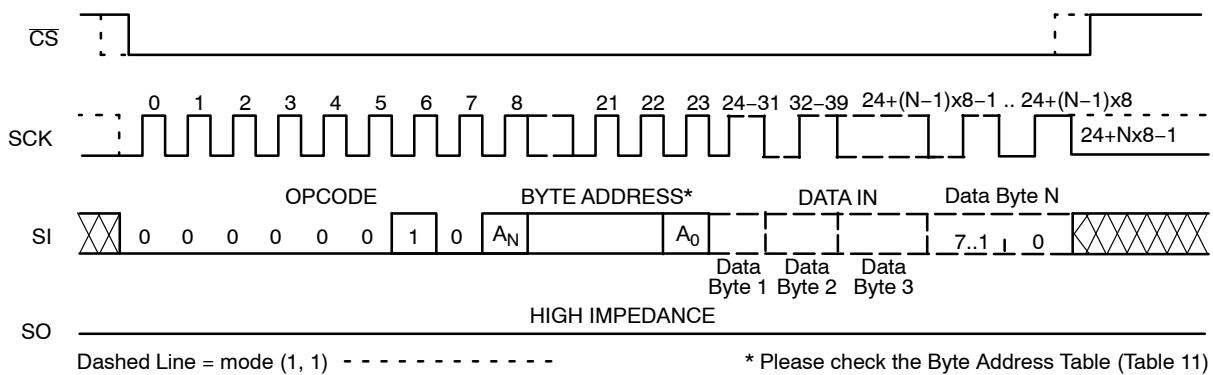 CS
0 1 2 3 4 5 6 7 8 21 22 23 24–31 32–39 24+(N–1)x8–1 .. 24+(N–1)x8
SCK
24+Nx8–1
OPCODE BYTE ADDRESS* DATA IN Data Byte N
SI 0 0 0 0 0 0 1 0 AN A0 7..1 0
Data Byte 1
Data Byte 2
Data Byte 3
HIGH IMPEDANCE
SO
Dashed Line = mode (1, 1)
* Please check the Byte Address Table (Table 11)